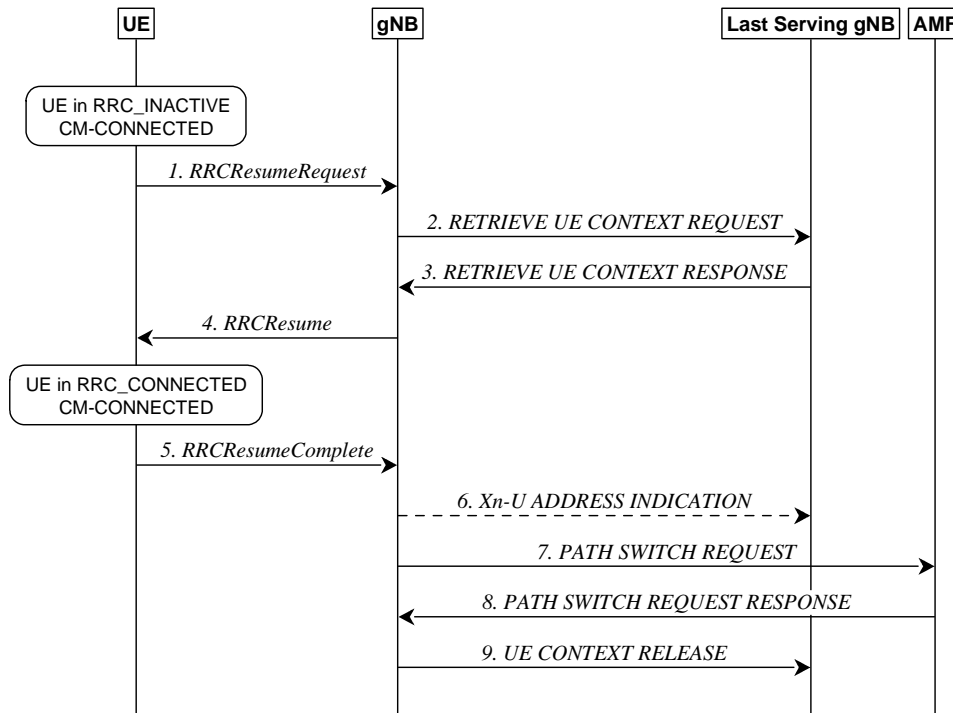 UE
gNB
Last Serving gNB
AMF
UE in RRC_INACTIVE
CM-CONNECTED
1. RRCResumeRequest
2. RETRIEVE UE CONTEXT REQUEST
3. RETRIEVE UE CONTEXT RESPONSE
4. RRCResume
UE in RRC_CONNECTED
CM-CONNECTED
5. RRCResumeComplete
6. Xn-U ADDRESS INDICATION
7. PATH SWITCH REQUEST
8. PATH SWITCH REQUEST RESPONSE
9. UE CONTEXT RELEASE